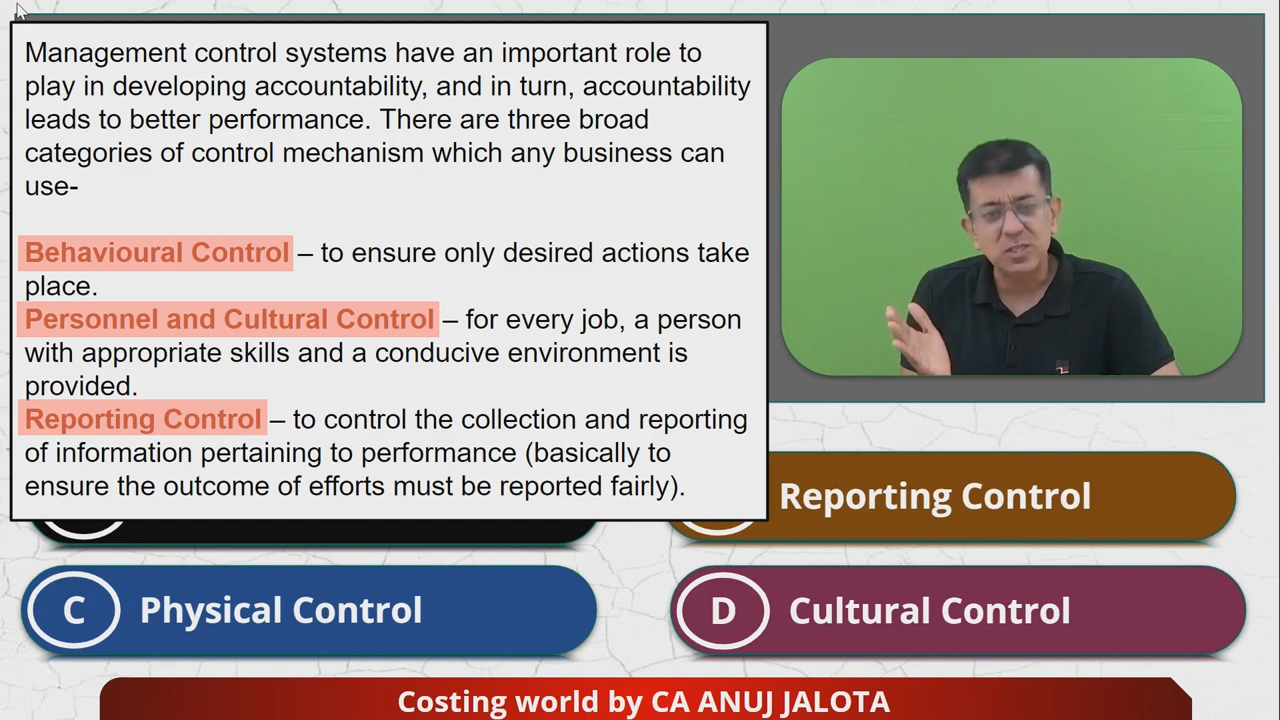 Management control systems have an important role to
play in developing accountability, and in turn, accountability
leads to better performance. There are three broad
categories of control mechanism which any business can
use-
Behavioural Control – to ensure only desired actions take
place.
Personnel and Cultural Control – for every job, a person
with appropriate skills and a conducive environment is
provided.
Reporting Control – to control the collection and reporting
of information pertaining to performance (basically to
ensure the outcome of efforts must be reported fairly).
Reporting Control
C Physical Control
D Cultural Control
Costing world by CA ANUJ JALOTA